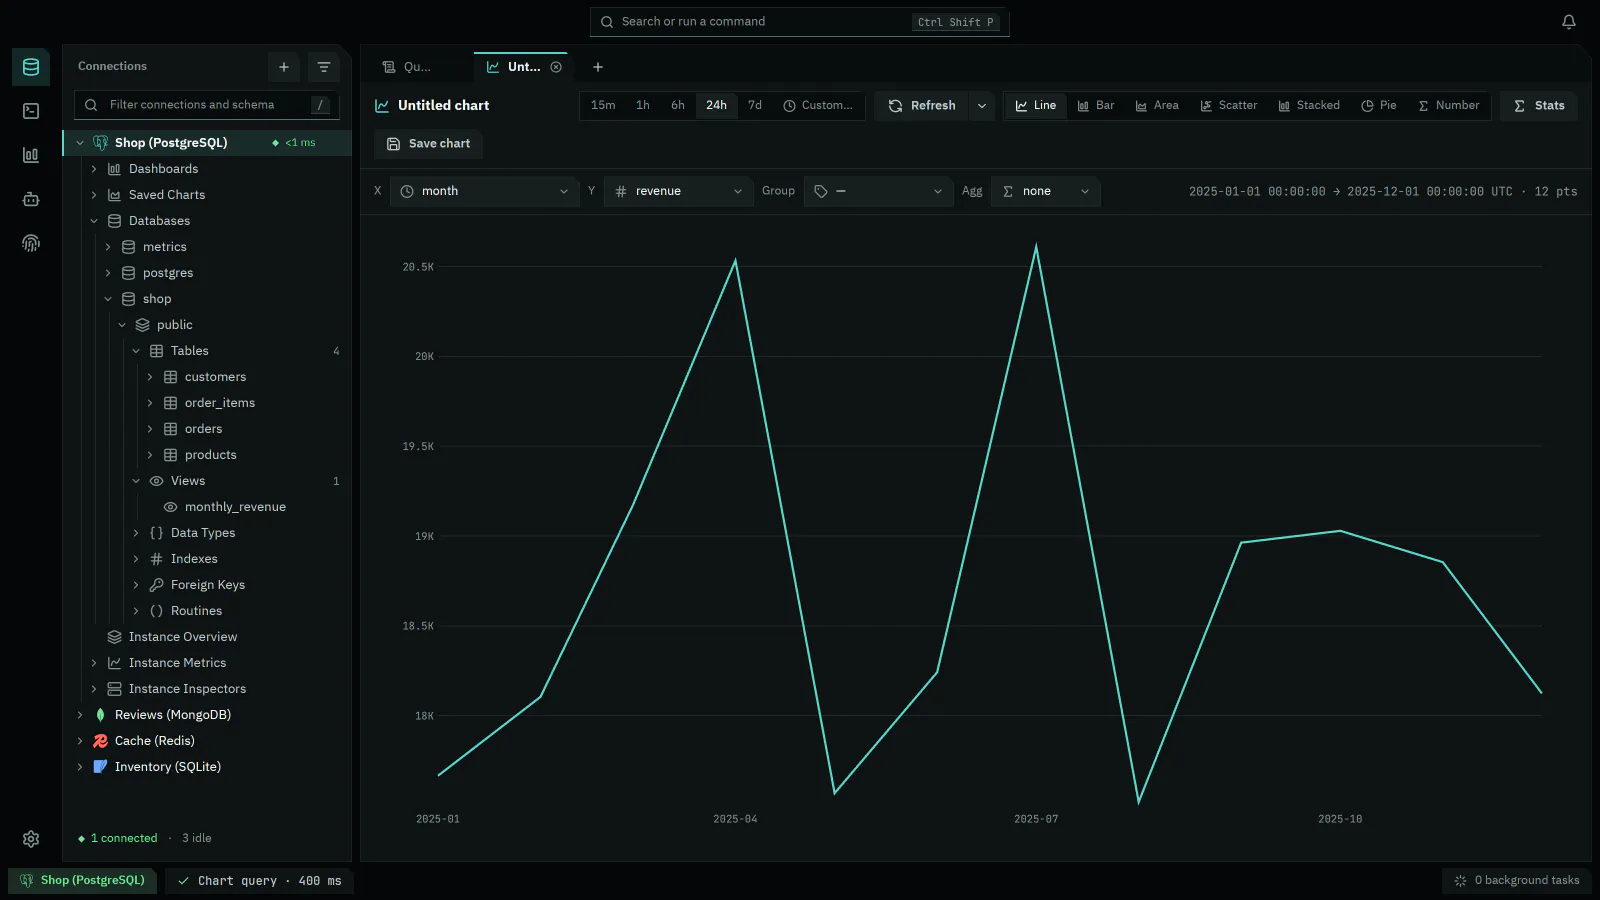 Search or run a command
Ctrl Shift P
Connections
Filter connections and schema
/
Shop (PostgreSQL)
<1 ms
Dashboards
Saved Charts
Databases
metrics
postgres
shop
public
Tables
4
customers
order_items
orders
products
Views
1
monthly_revenue
Data Types
Indexes
Foreign Keys
Routines
Instance Overview
Instance Metrics
Instance Inspectors
Reviews (MongoDB)
Cache (Redis)
Inventory (SQLite)
1 connected · 3 idle
Qu...
Unt...
Untitled chart
15m
1h
6h
24h
7d
Custom...
Refresh
Line
Bar
Area
Scatter
Stacked
Pie
Number
Stats
Save chart
X
month
Y
revenue
Group
—
Agg
none
2025-01-01 00:00:00 → 2025-12-01 00:00:00 UTC · 12 pts
20.5K
20K
19.5K
19K
18.5K
18K
2025-01
2025-04
2025-07
2025-10
Shop (PostgreSQL)
Chart query · 400 ms
0 background tasks